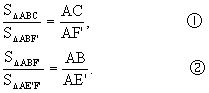 S△ABC / S△ABF' = AC / AF', ①
S△ABF' / S△AE'F' = AB / AE'. ②